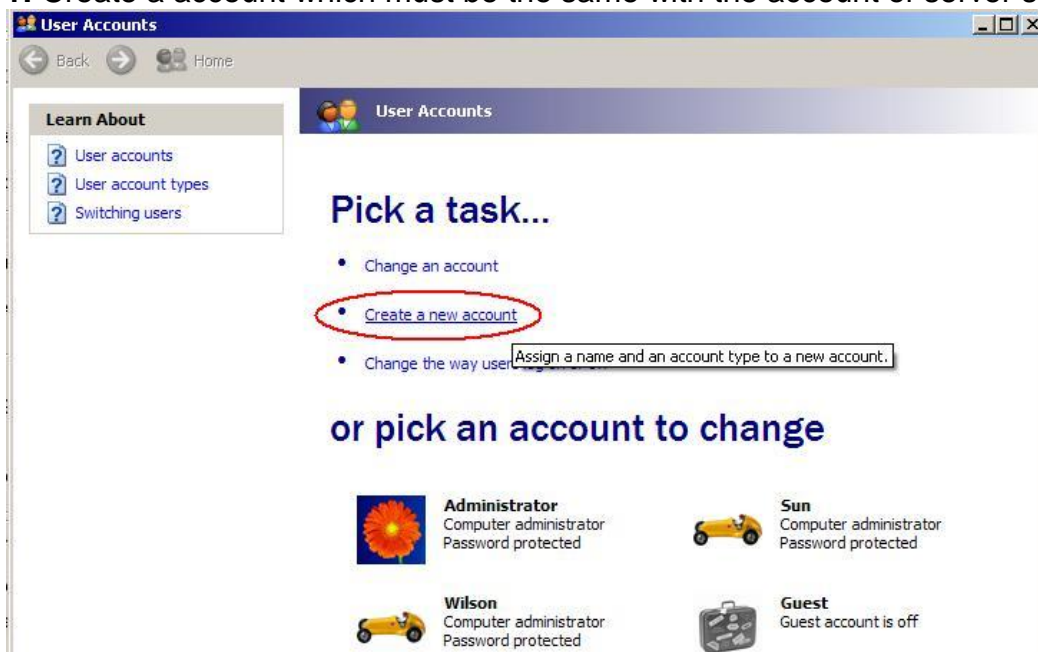 Create a account which must be the same with the account of server
User Accounts
Back Home
Learn About
User accounts
User account types
Switching users
User Accounts
Pick a task...
Change an account
Create a new account
Assign a name and an account type to a new account.
Change the way users
or pick an account to change
Administrator
Computer administrator
Password protected
Sun
Computer administrator
Password protected
Wilson
Computer administrator
Password protected
Guest
Guest account is off